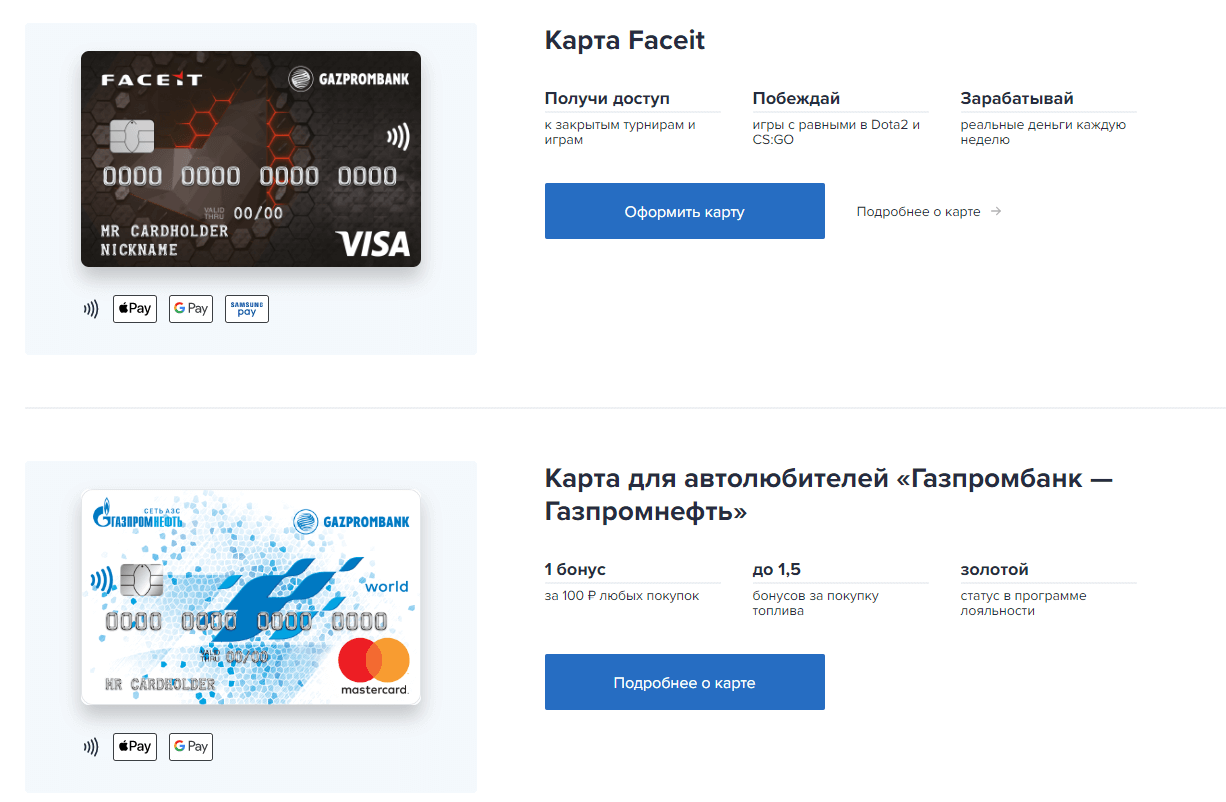 FACEIT
GAZPROMBANK
0000 0000 0000 0000
VALID
THRU 00/00
MR CARDHOLDER
NICKNAME
VISA
Pay
G Pay
SAMSUNG
pay
Карта Faceit
Получи доступ
к закрытым турнирам и
играм
Побеждай
игры с равными в Dota2 и
CS:GO
Зарабатывай
реальные деньги каждую
неделю
Оформить карту
Подробнее о карте →
СЕТЬ АЗС
ГАЗПРОМНЕФТЬ
GAZPROMBANK
world
0000 0000 0000 0000
VALID
THRU 00/00
MR CARDHOLDER
mastercard.
Pay
G Pay
Карта для автолюбителей «Газпромбанк —
Газпромнефть»
1 бонус
за 100 ₽ любых покупок
до 1,5
бонусов за покупку
топлива
золотой
статус в программе
лояльности
Подробнее о карте